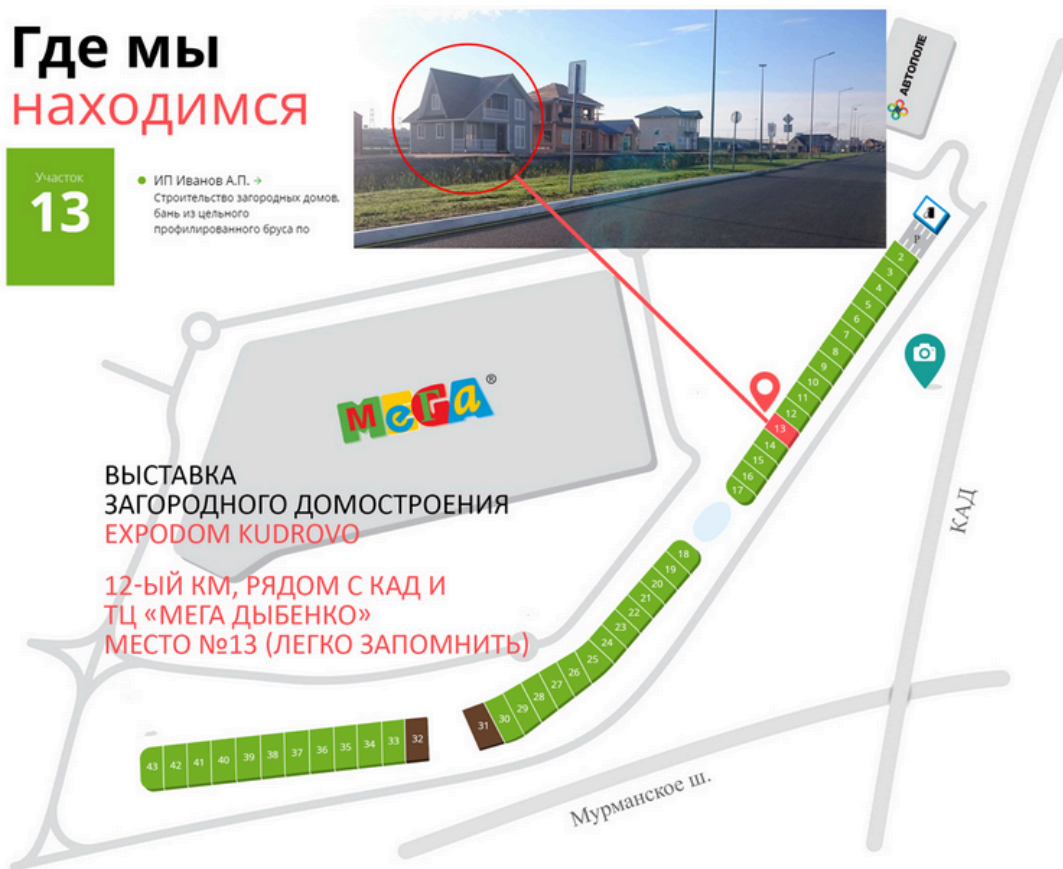 Где мы
находимся
Участок
13
ИП Иванов А.П. →
Строительство загородных домов,
бань из цельного
профилированного бруса по
АВТОПОЛЕ
P
2
3
4
5
6
7
8
9
10
11
12
13
14
15
16
17
МеГа®
ВЫСТАВКА
ЗАГОРОДНОГО ДОМОСТРОЕНИЯ
EXPODOM KUDROVO
12-ЫЙ КМ, РЯДОМ С КАД И
ТЦ «МЕГА ДЫБЕНКО»
МЕСТО №13 (ЛЕГКО ЗАПОМНИТЬ)
КАД
18
19
20
21
22
23
24
25
26
27
28
29
30
31
32
33
34
35
36
37
38
39
40
41
42
43
Мурманское ш.